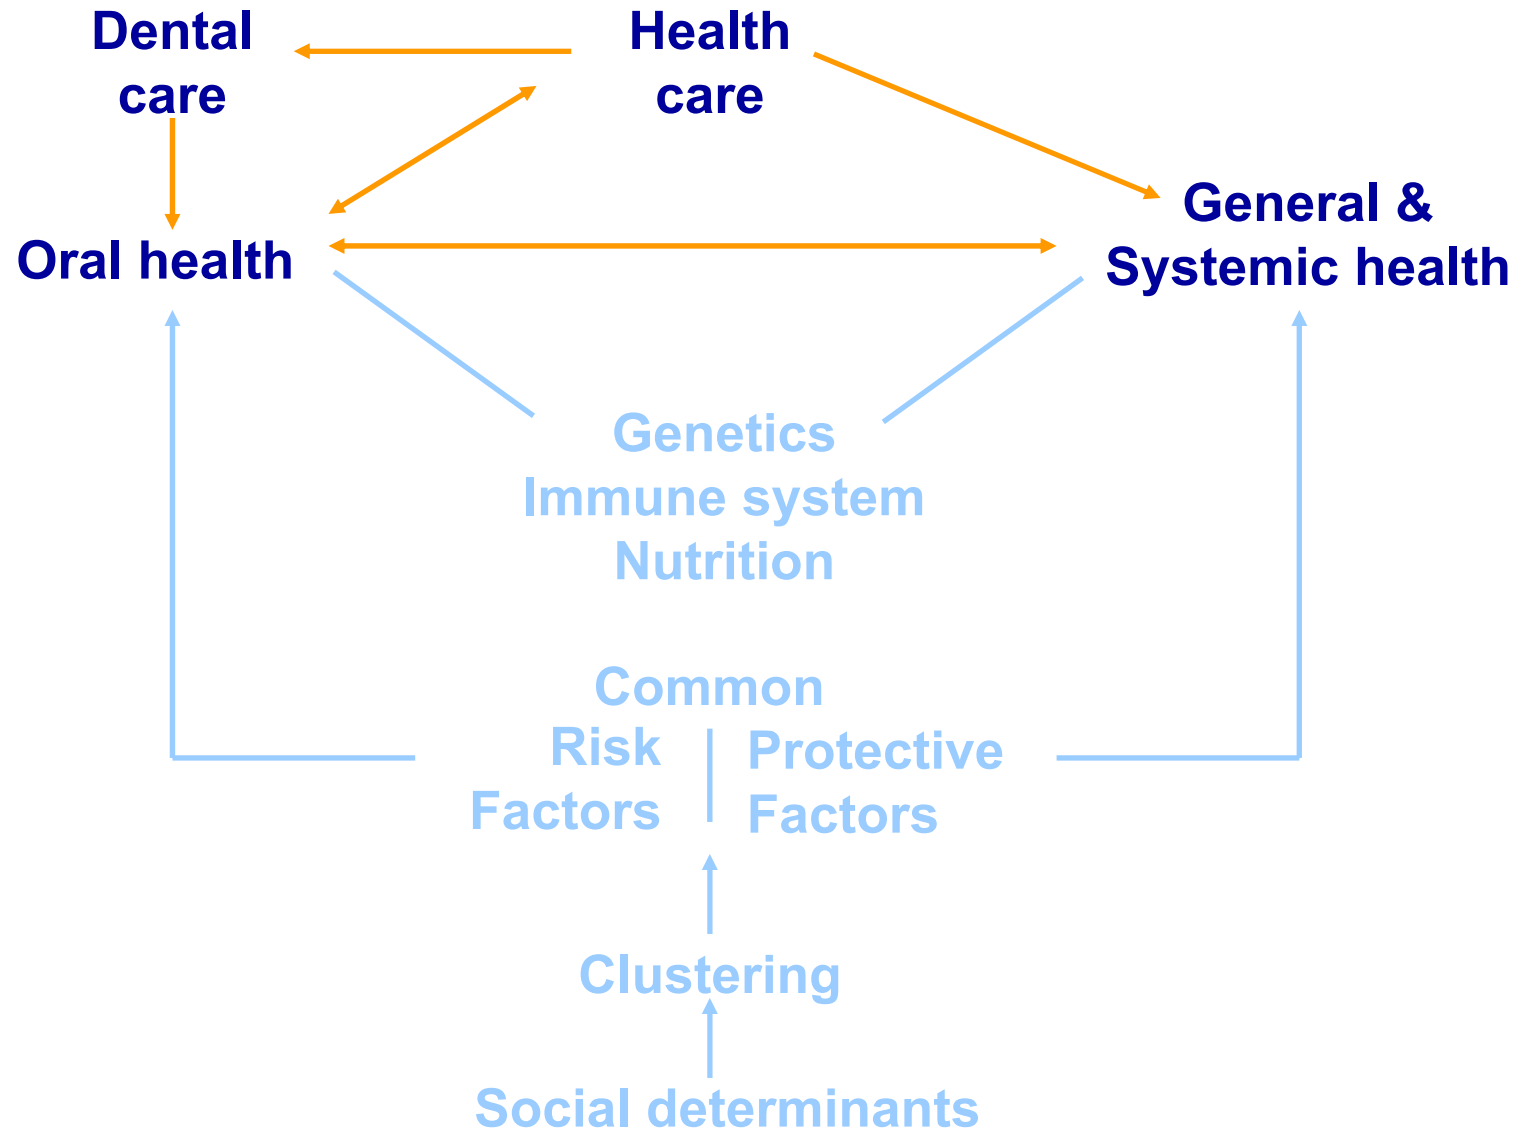 Dental
care
Health
care
General &
Systemic health
Oral health
Genetics
Immune system
Nutrition
Common
Risk
Factors
Protective
Factors
Clustering
Social determinants